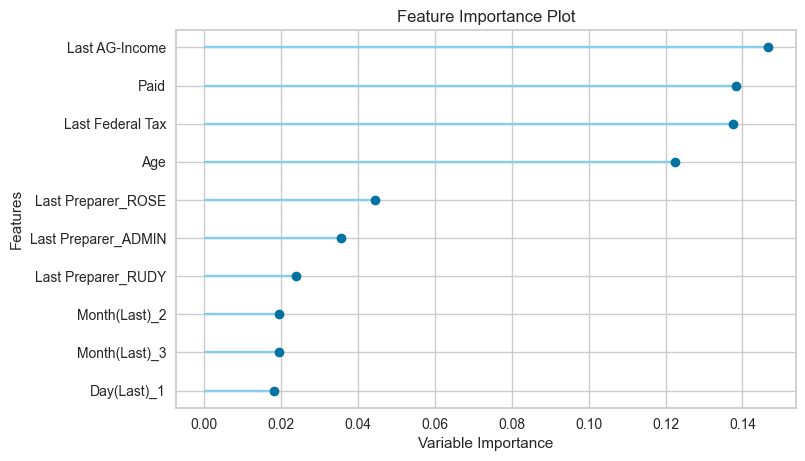 Feature Importance Plot
Last AG-Income
Paid
Last Federal Tax
Age
Last Preparer_ROSE
Last Preparer_ADMIN
Last Preparer_RUDY
Month(Last)_2
Month(Last)_3
Day(Last)_1
Features
0.00 0.02 0.04 0.06 0.08 0.10 0.12 0.14
Variable Importance